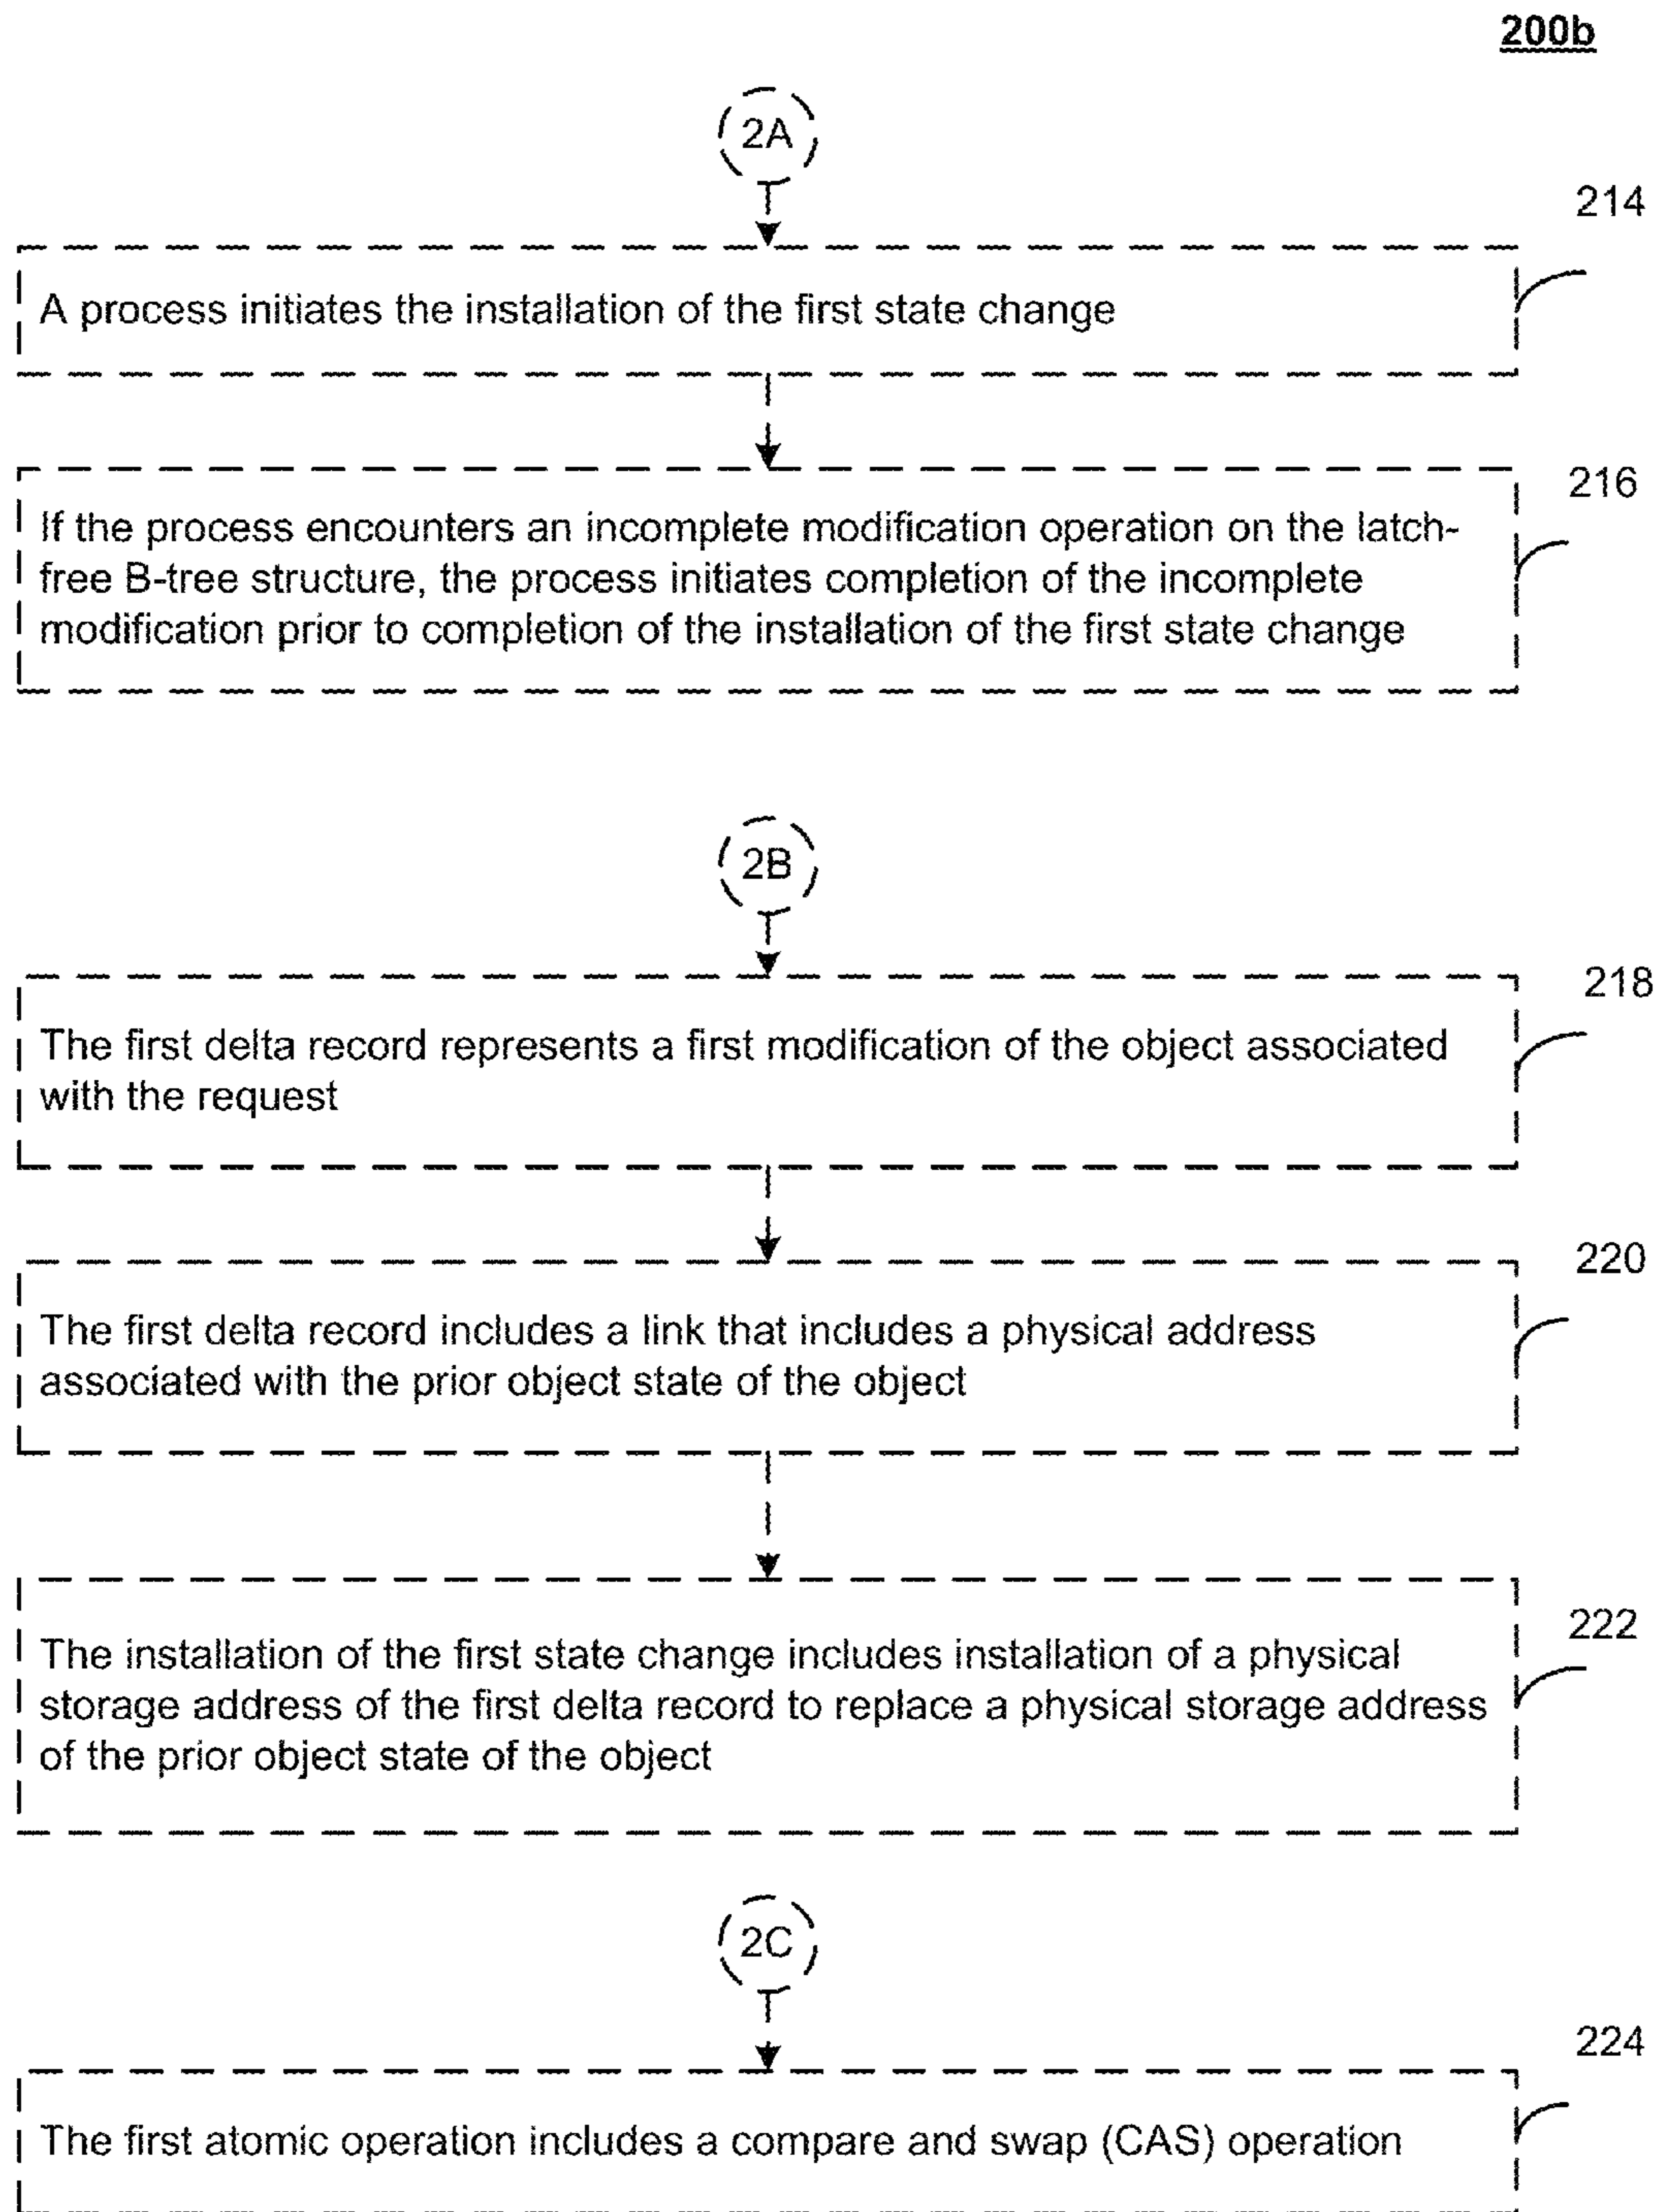 200b
2A
214
A process initiates the installation of the first state change
216
If the process encounters an incomplete modification operation on the latch-
free B-tree structure, the process initiates completion of the incomplete
modification prior to completion of the installation of the first state change
2B
218
The first delta record represents a first modification of the object associated
with the request
220
The first delta record includes a link that includes a physical address
associated with the prior object state of the object
222
The installation of the first state change includes installation of a physical
storage address of the first delta record to replace a physical storage address
of the prior object state of the object
2C
224
The first atomic operation includes a compare and swap (CAS) operation